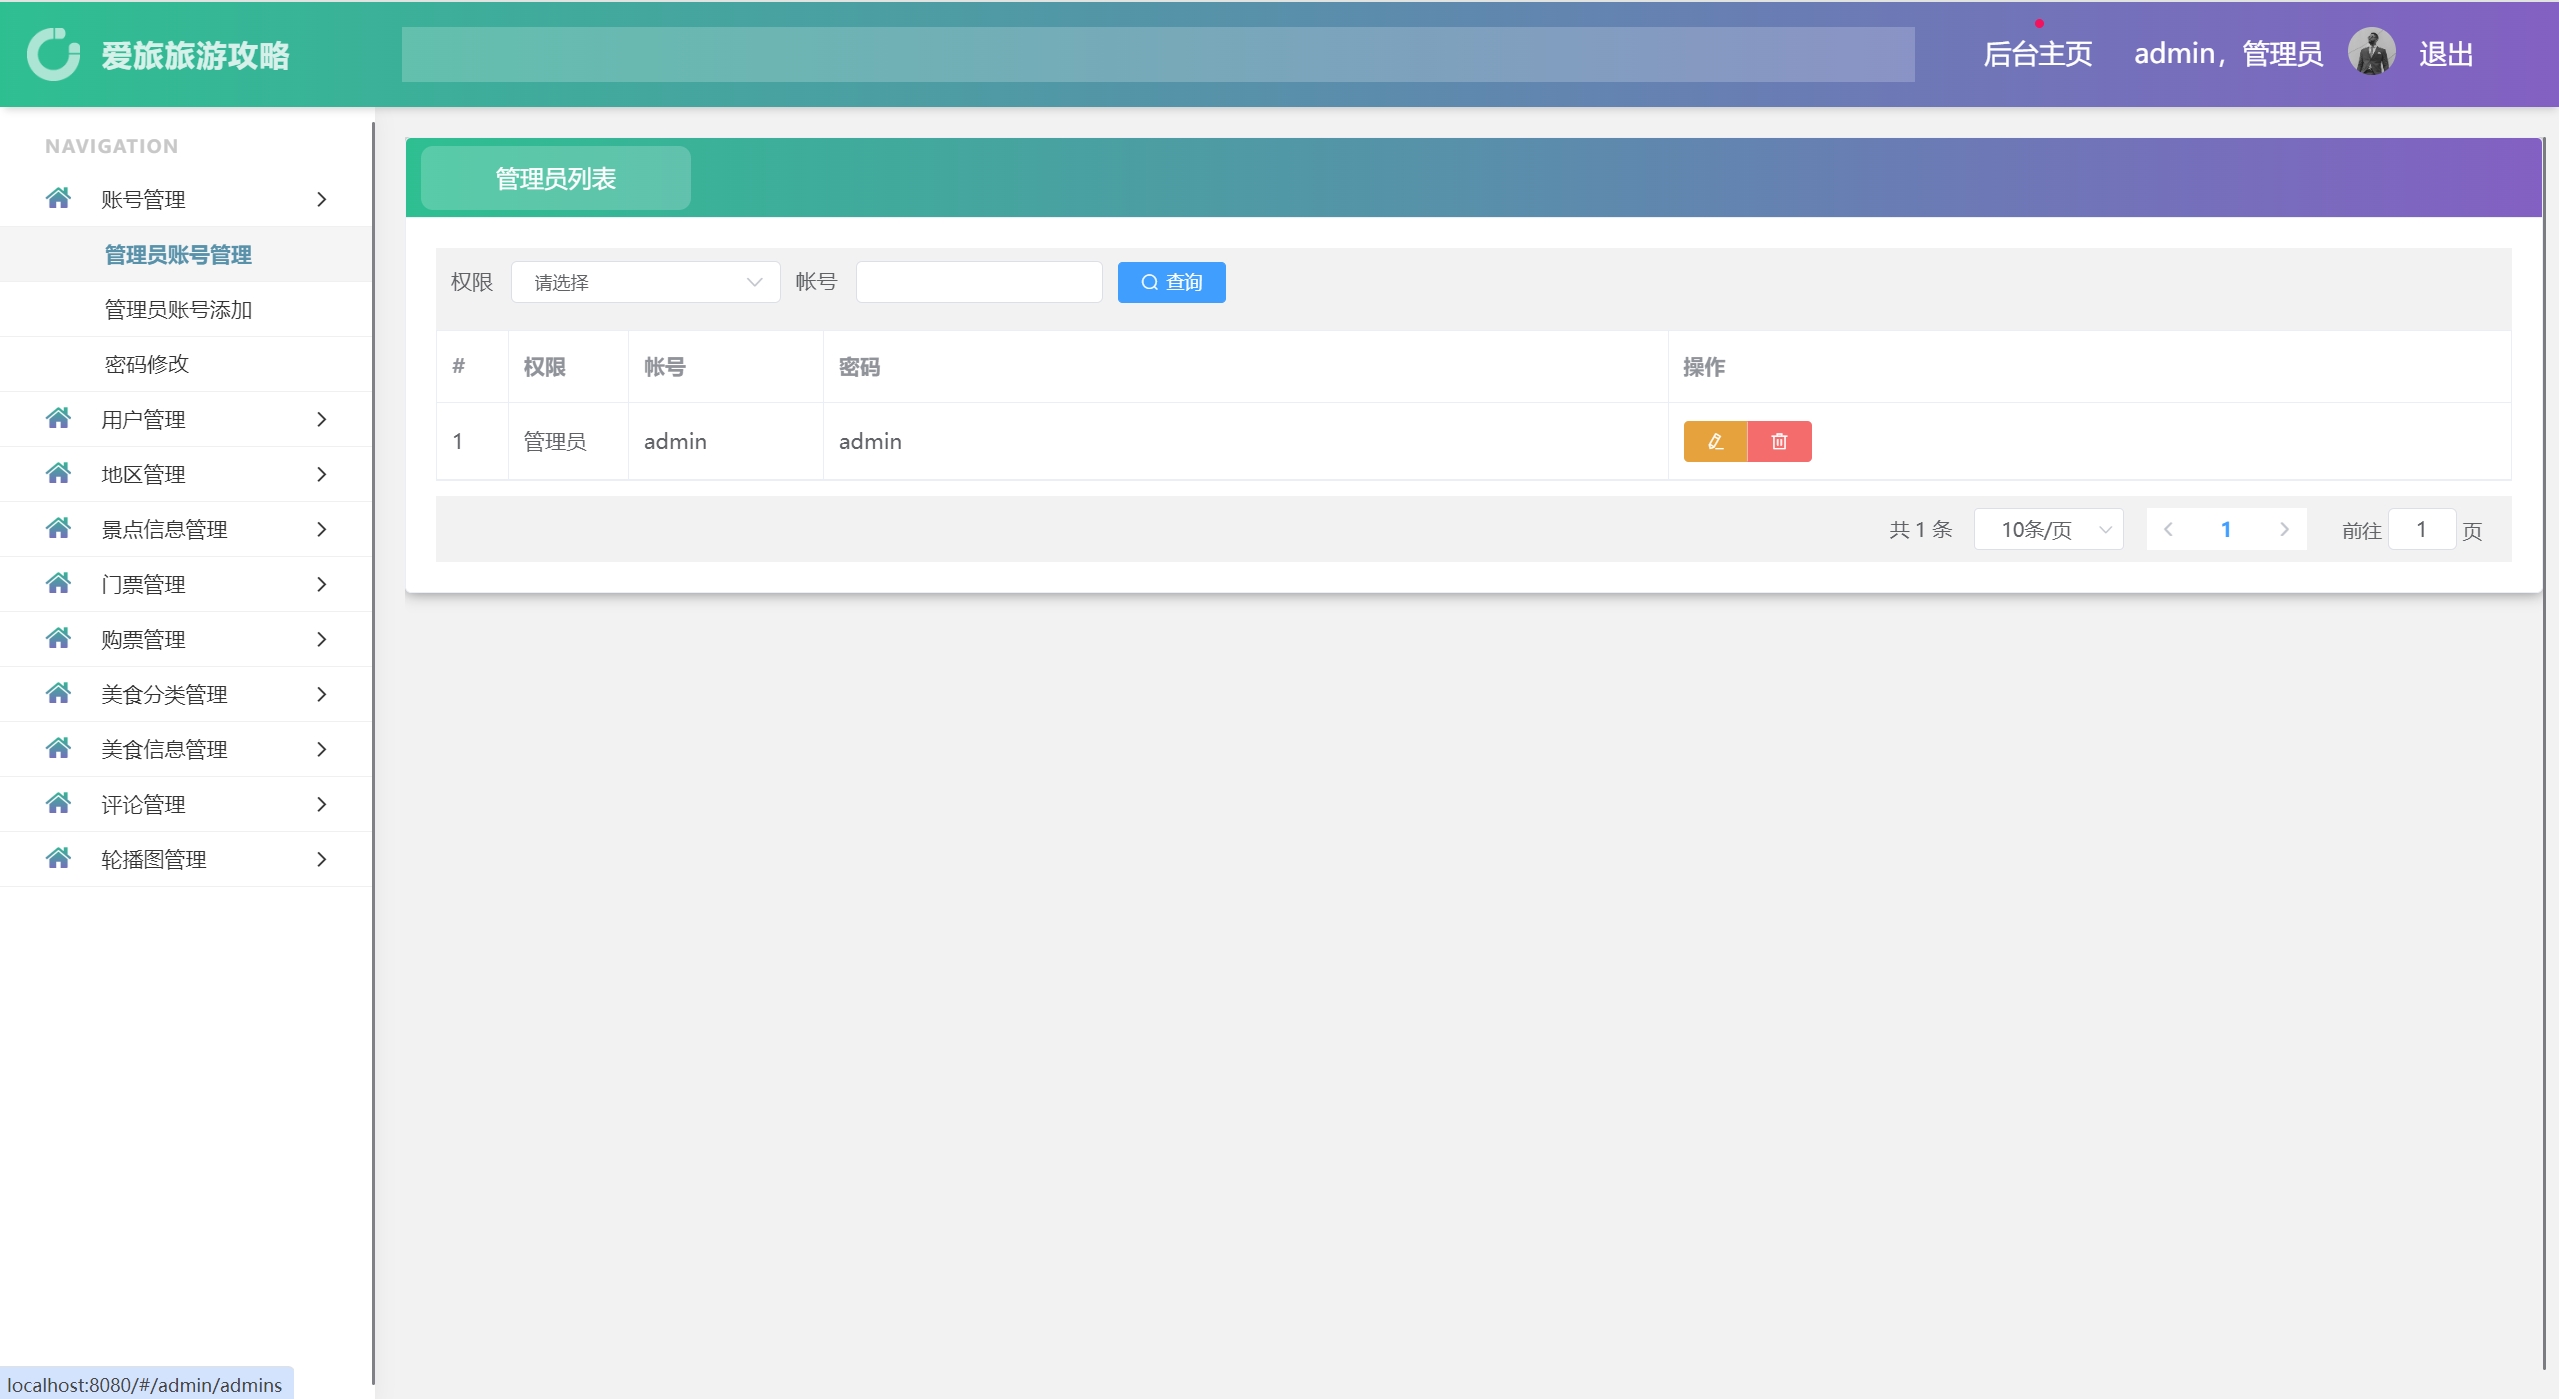 爱旅旅游攻略
后台主页 admin，管理员 退出
NAVIGATION
账号管理
管理员账号管理
管理员账号添加
密码修改
用户管理
地区管理
景点信息管理
门票管理
购票管理
美食分类管理
美食信息管理
评论管理
轮播图管理
管理员列表
权限 请选择 帐号 查询
# 权限 帐号 密码 操作
1 管理员 admin admin
共 1 条 10条/页 1 前往 1 页
localhost:8080/#/admin/admins